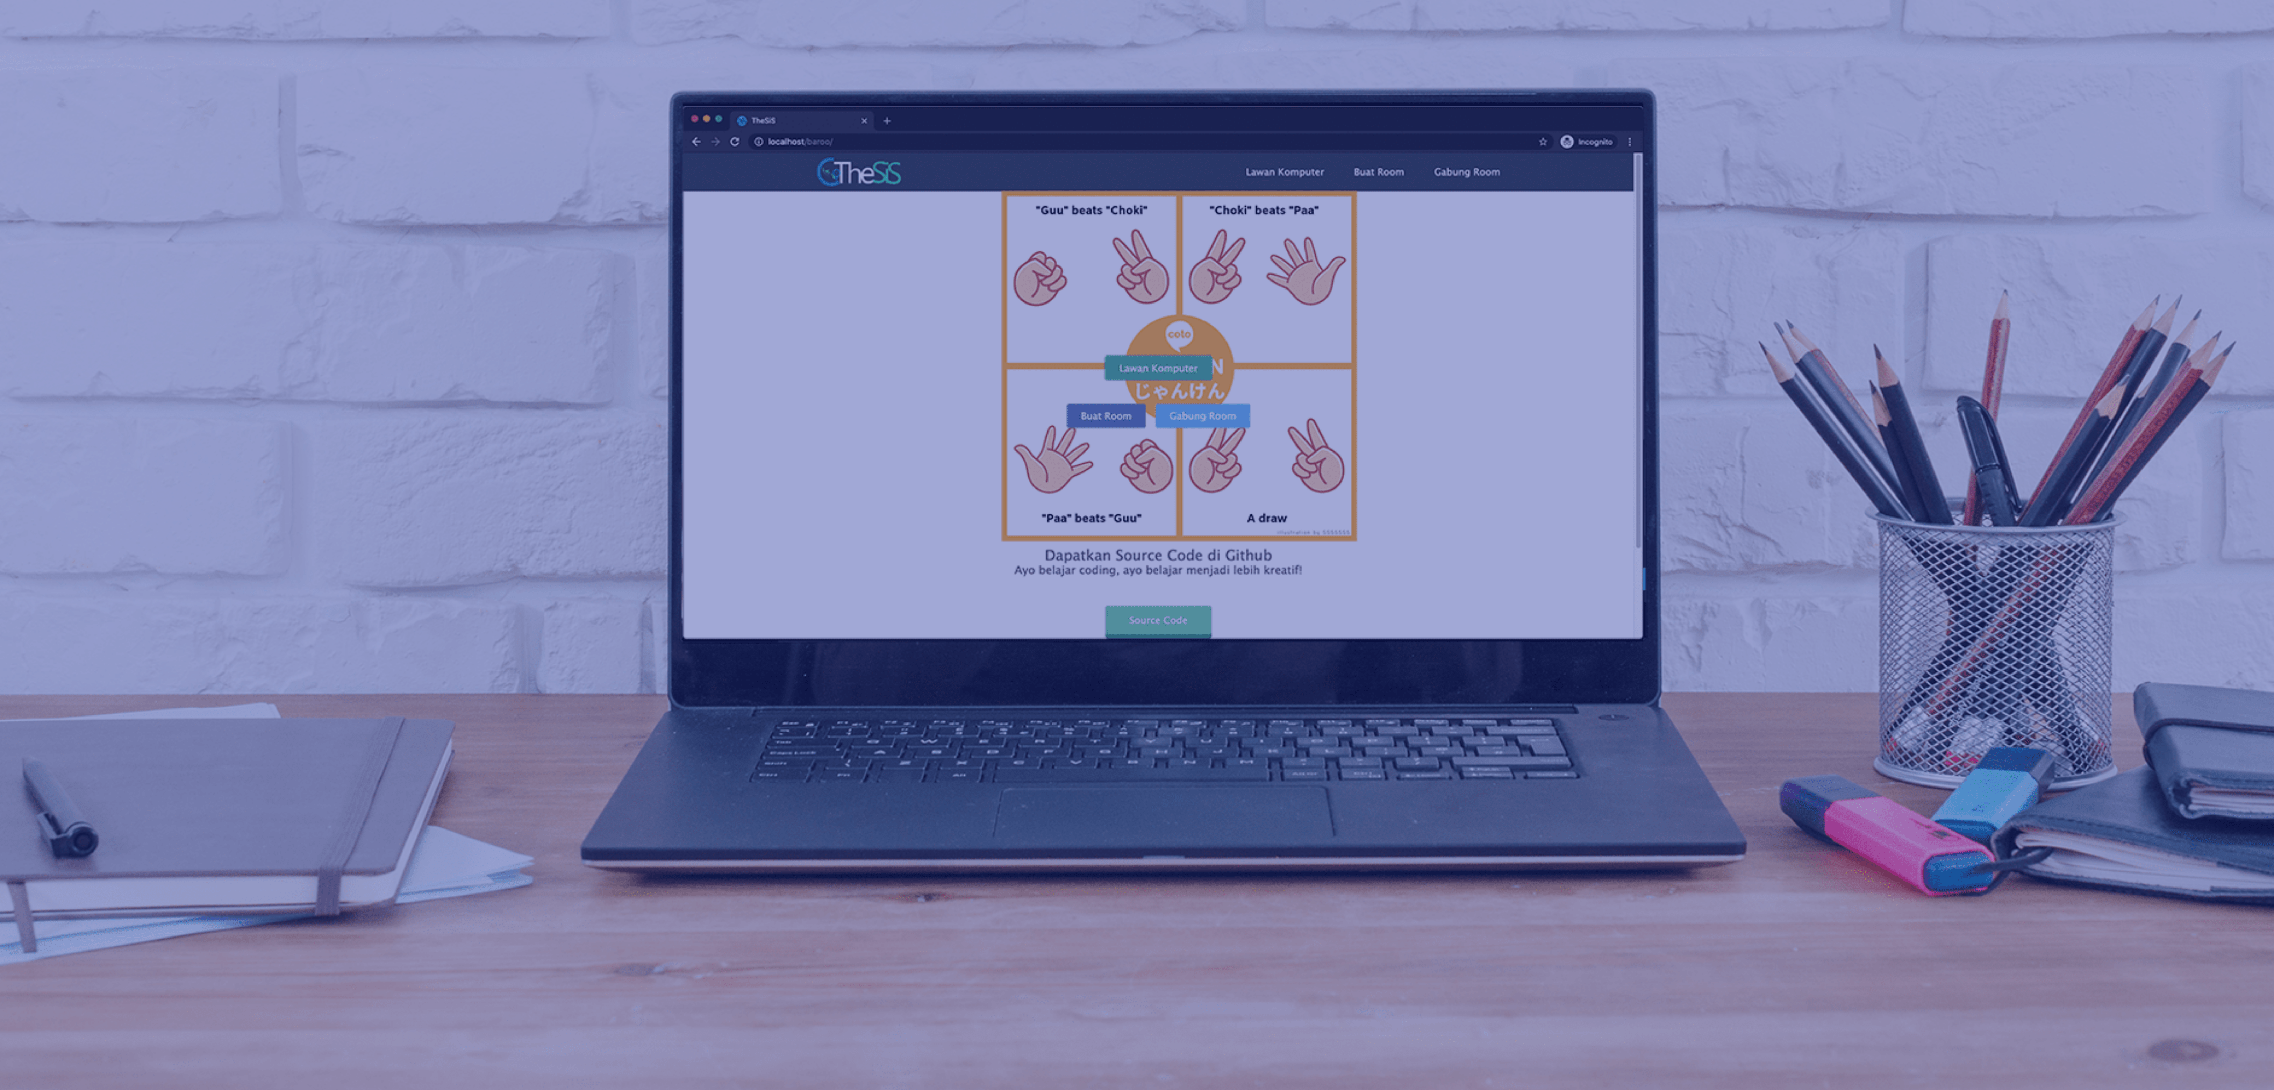 TheSiS
localhost/baroo/
Incognito
TheSiS
Lawan Komputer
Buat Room
Gabung Room
"Guu" beats "Choki"
"Choki" beats "Paa"
coto
Lawan Komputer
N
じゃんけん
Buat Room
Gabung Room
"Paa" beats "Guu"
A draw
Dapatkan Source Code di Github
Ayo belajar coding, ayo belajar menjadi lebih kreatif!
Source Code